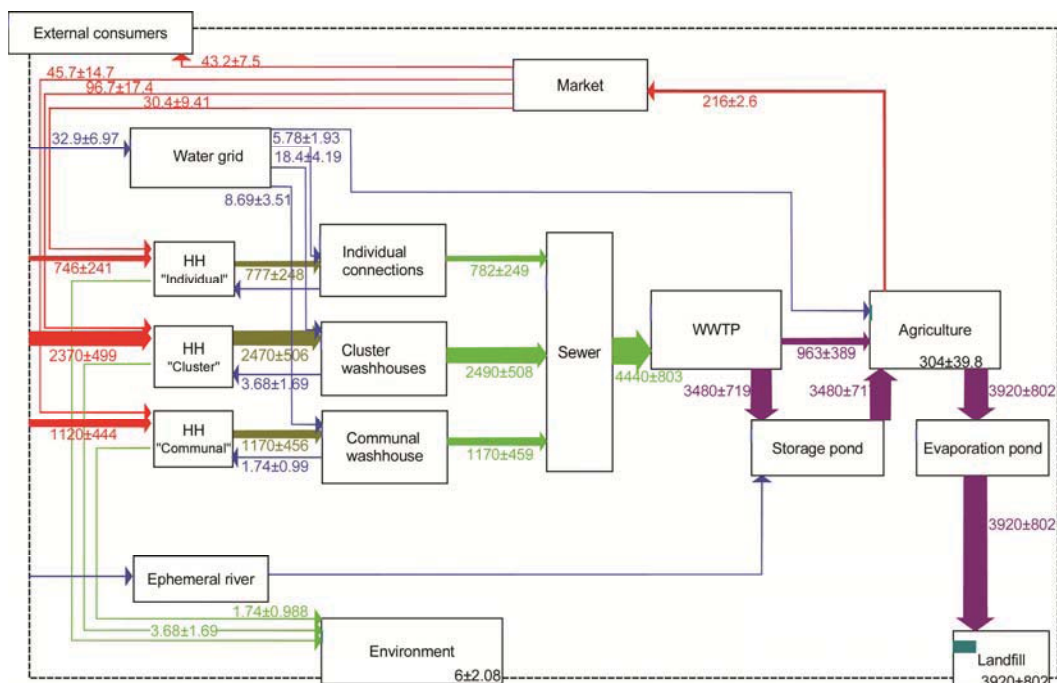 External consumers
43.2±7.5
45.7±14.7
96.7±17.4
30.4±9.41
Market
216±2.6
32.9±6.97
Water grid
5.78±1.93
18.4±4.19
8.69±3.51
HH
"Individual"
746±241
777±248
Individual
connections
782±249
HH
"Cluster"
2370±499
2470±506
3.68±1.69
Cluster
washhouses
2490±508
HH
"Communal"
1120±444
1170±456
1.74±0.99
Communal
washhouse
1170±459
Sewer
4440±803
WWTP
963±389
Agriculture
304±39.8
3480±719
3480±717
3920±802
Storage pond
Evaporation pond
3920±802
Ephemeral river
1.74±0.988
3.68±1.69
Environment
6±2.08
Landfill
3920±802